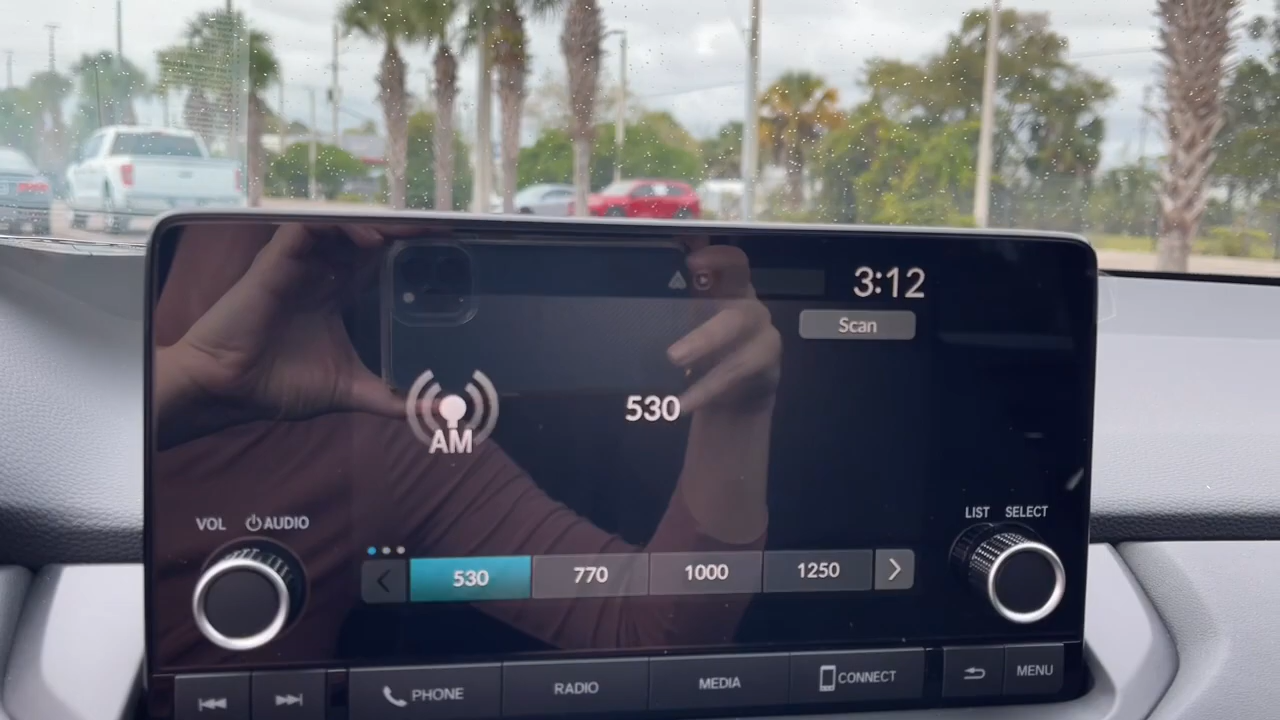 3:12
Scan
530
AM
VOL AUDIO
LIST SELECT
530 770 1000 1250
PHONE RADIO MEDIA CONNECT MENU